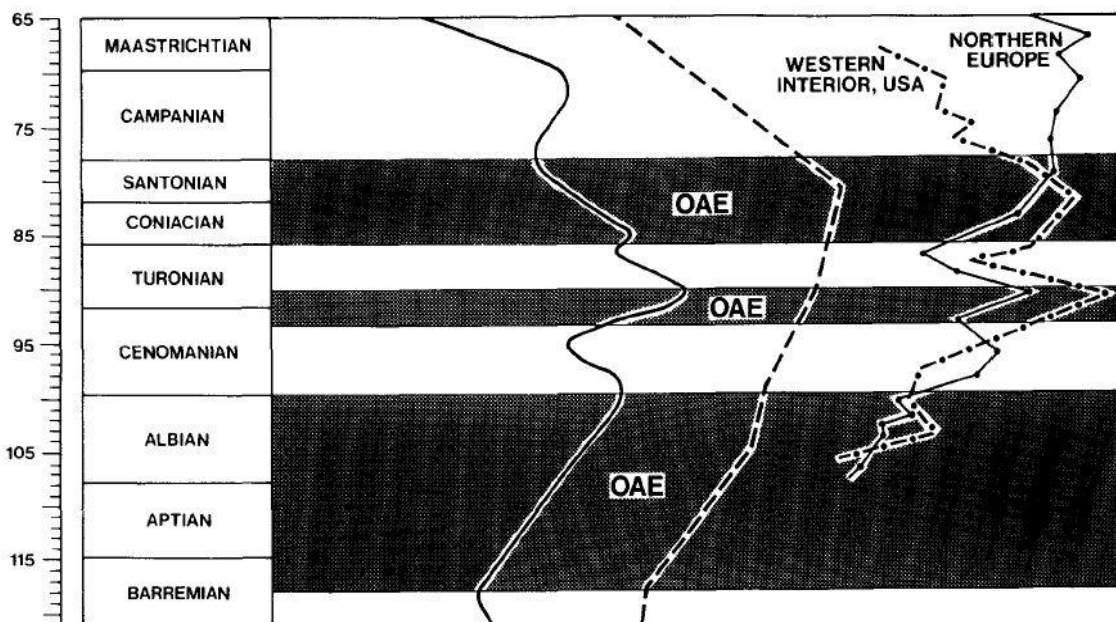 65
MAASTRICHTIAN
NORTHERN
EUROPE
WESTERN
INTERIOR, USA
CAMPANIAN
75
SANTONIAN
OAE
CONIACIAN
85
TURONIAN
OAE
CENOMANIAN
95
ALBIAN
105
OAE
APTIAN
115
BARREMIAN